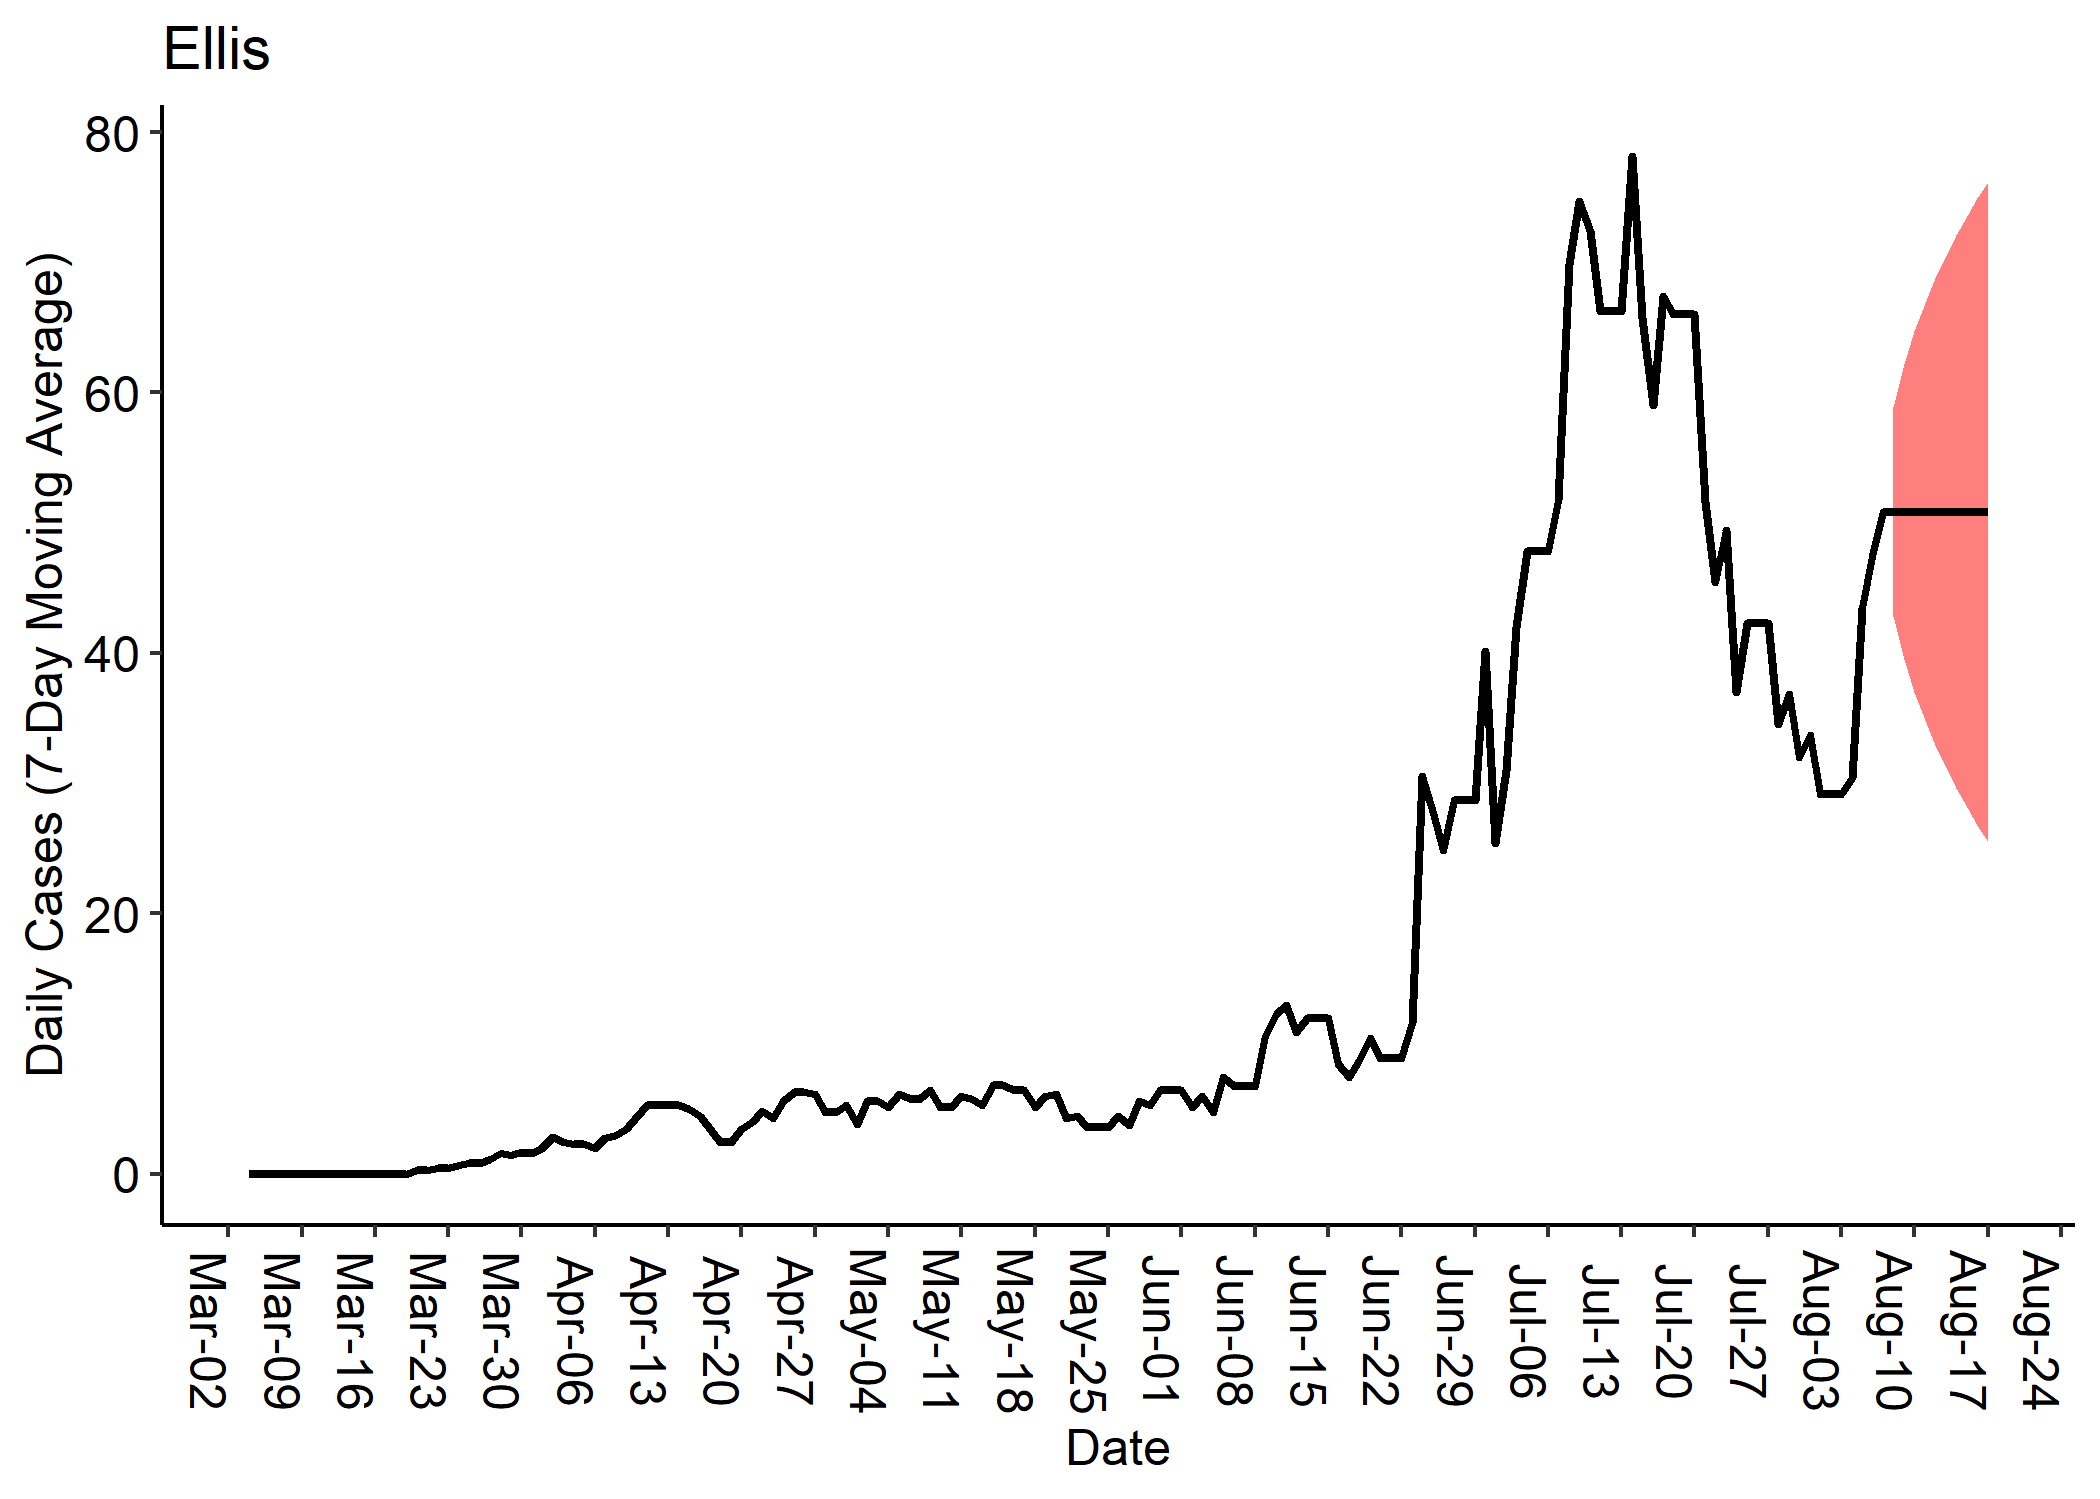 Ellis
Daily Cases (7-Day Moving Average)
80
60
40
20
0
Mar-02
Mar-09
Mar-16
Mar-23
Mar-30
Apr-06
Apr-13
Apr-20
Apr-27
May-04
May-11
May-18
May-25
Jun-01
Jun-08
Jun-15
Jun-22
Jun-29
Jul-06
Jul-13
Jul-20
Jul-27
Aug-03
Aug-10
Aug-17
Aug-24
Date